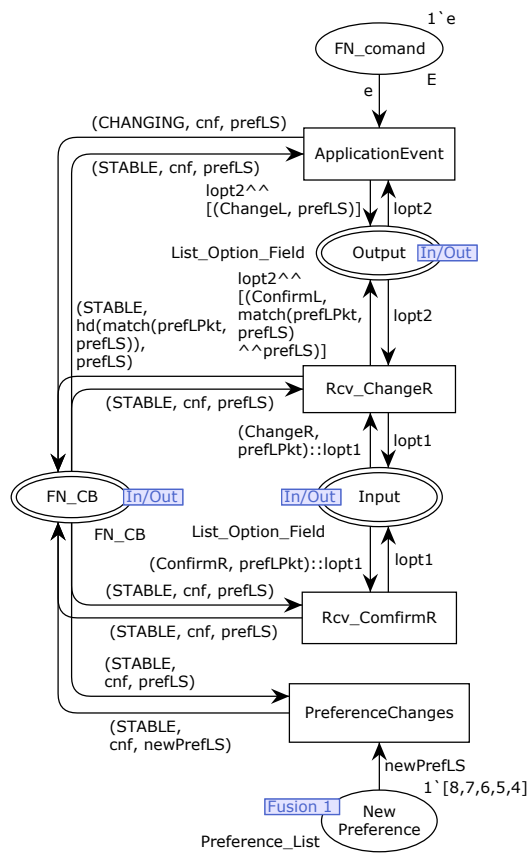 1`e
FN_comand
E
e
(CHANGING, cnf, prefLS)
ApplicationEvent
(STABLE, cnf, prefLS)
lopt2^^
[(ChangeL, prefLS)]
lopt2
List_Option_Field
Output
In/Out
lopt2^^
[(ConfirmL,
match(prefLPkt,
prefLS)
^^prefLS)]
lopt2
(STABLE,
hd(match(prefLPkt,
prefLS)),
prefLS)
Rcv_ChangeR
(STABLE, cnf, prefLS)
(ChangeR,
prefLPkt)::lopt1
lopt1
FN_CB
In/Out
In/Out
Input
FN_CB
List_Option_Field
(ConfirmR, prefLPkt)::lopt1
lopt1
(STABLE, cnf, prefLS)
Rcv_ComfirmR
(STABLE, cnf, prefLS)
(STABLE,
cnf, prefLS)
PreferenceChanges
(STABLE,
cnf, newPrefLS)
newPrefLS
1`[8,7,6,5,4]
Fusion 1
New
Preference
Preference_List